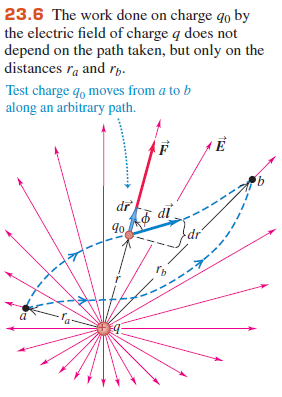 23.6 The work done on charge q₀ by
the electric field of charge q does not
depend on the path taken, but only on the
distances rₐ and r_b.
Test charge q₀ moves from a to b
along an arbitrary path.
F⃗
E⃗
b
dr⃗
ϕ
dl⃗
q₀
dr
r
r_b
a
rₐ
q